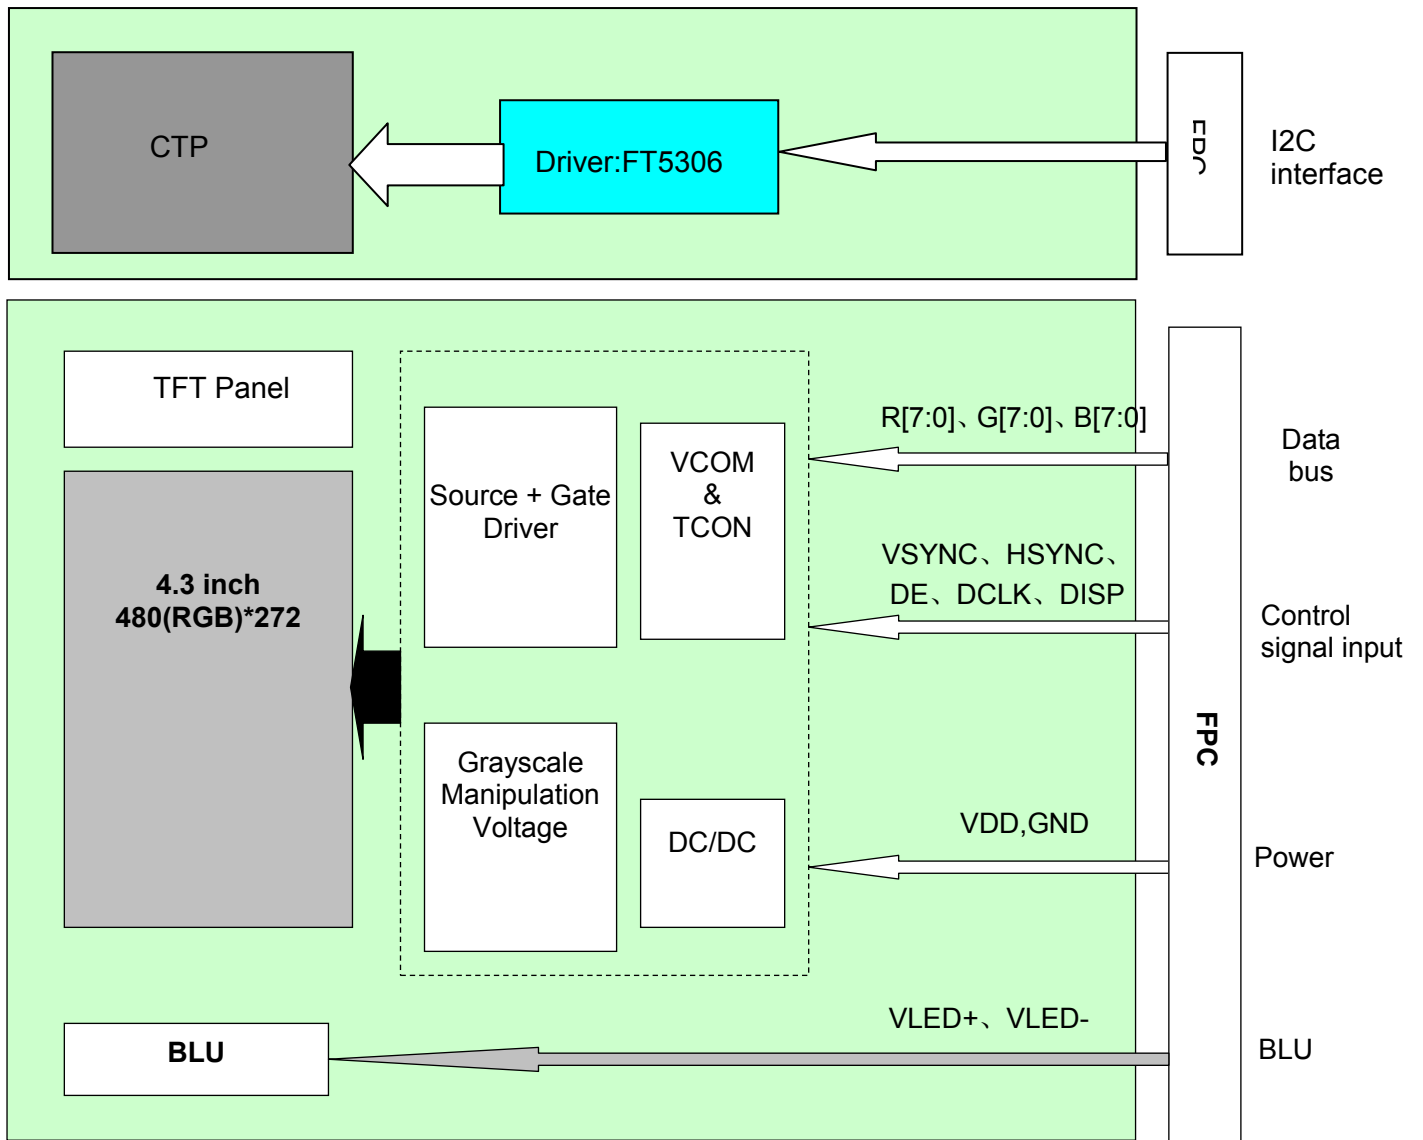 CTP
Driver:FT5306
I2C
interface
TFT Panel
4.3 inch
480(RGB)*272
Source + Gate
Driver
VCOM
&
TCON
Grayscale
Manipulation
Voltage
DC/DC
R[7:0]、G[7:0]、B[7:0]
VSYNC、HSYNC、
DE、DCLK、DISP
VDD,GND
VLED+、VLED-
FPC
Data
bus
Control
signal input
Power
BLU
BLU